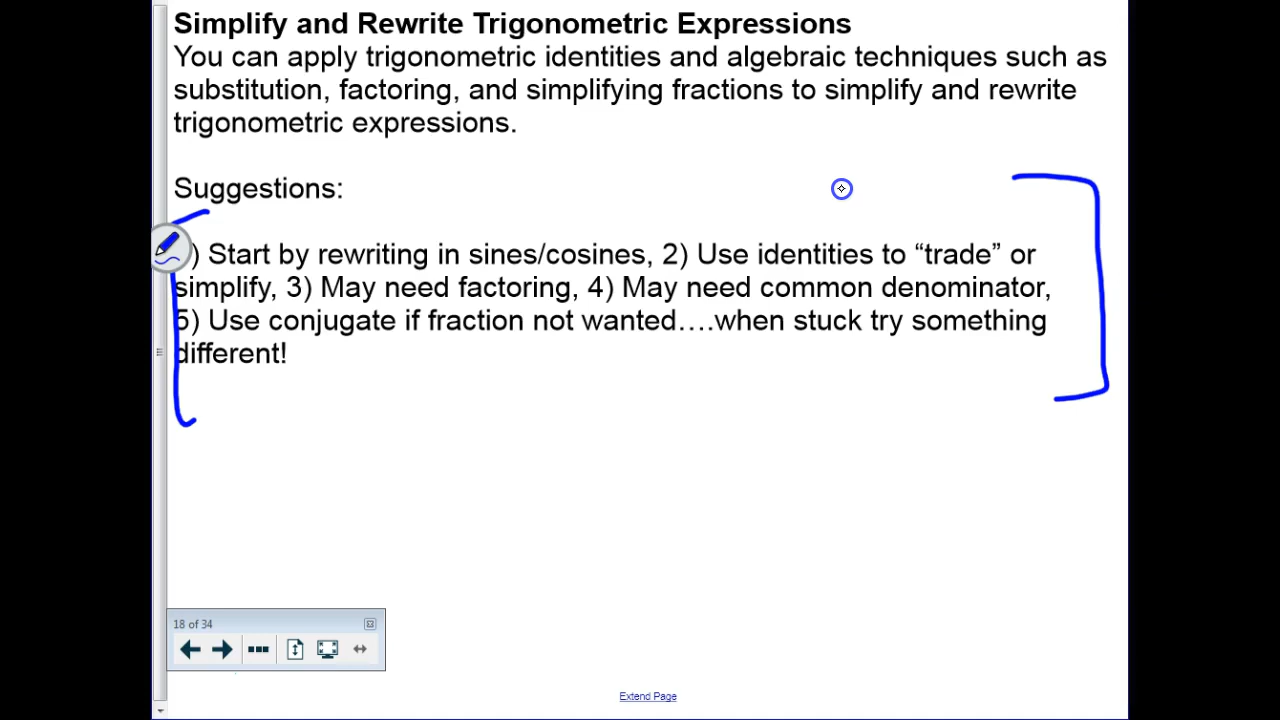 Simplify and Rewrite Trigonometric Expressions
You can apply trigonometric identities and algebraic techniques such as
substitution, factoring, and simplifying fractions to simplify and rewrite
trigonometric expressions.
Suggestions:
) Start by rewriting in sines/cosines, 2) Use identities to “trade” or
simplify, 3) May need factoring, 4) May need common denominator,
5) Use conjugate if fraction not wanted….when stuck try something
different!
18 of 34
Extend Page